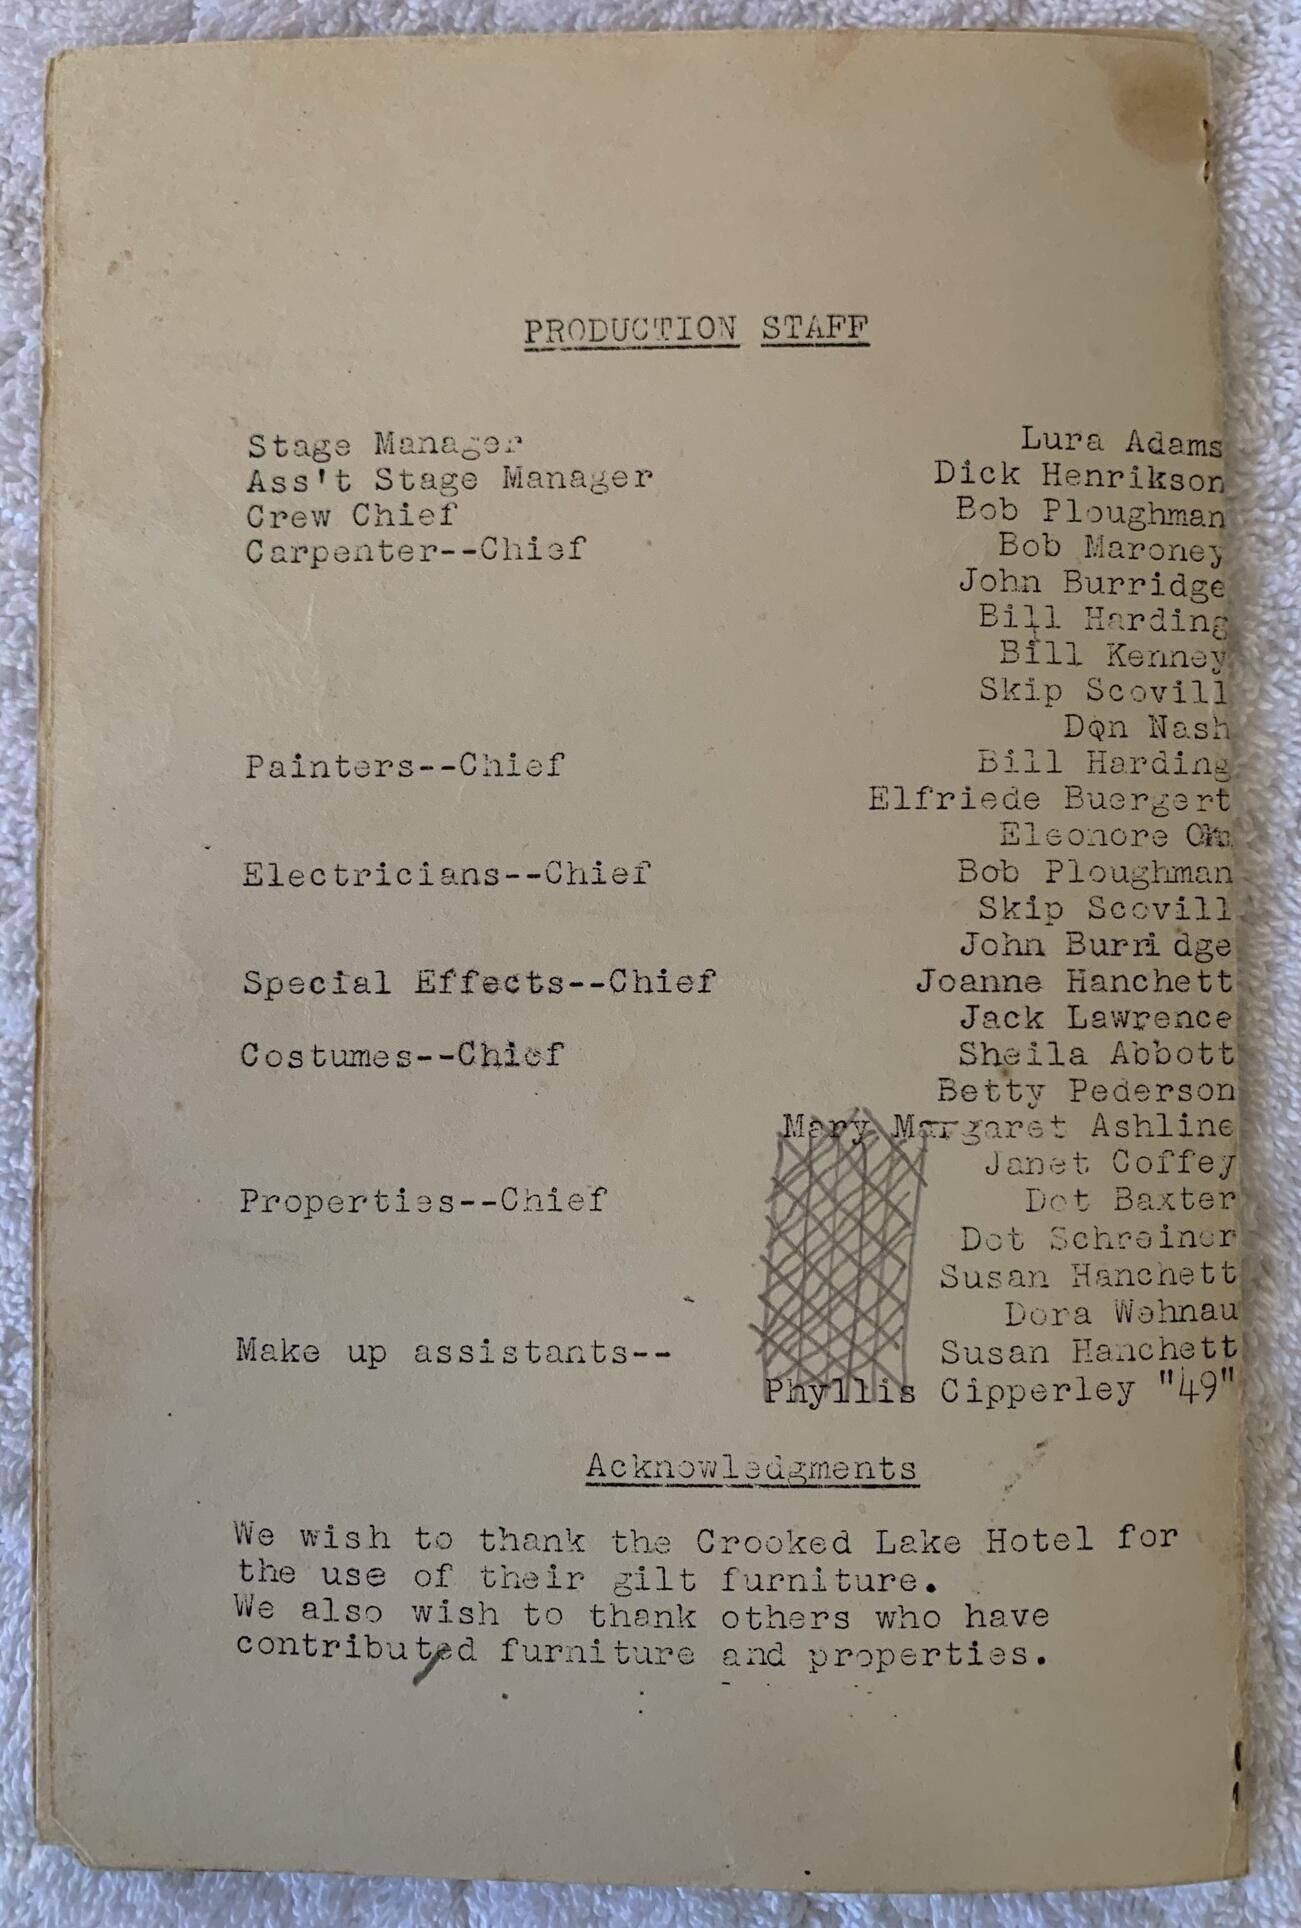 PRODUCTION STAFF
Stage Manager Lura Adams
Ass't Stage Manager Dick Henrikson
Crew Chief Bob Ploughman
Carpenter--Chief Bob Maroney
John Burridge
Bill Harding
Bill Kenney
Skip Scovill
Don Nash
Painters--Chief Bill Harding
Elfriede Buergert
Eleonore
Electricians--Chief Bob Ploughman
Skip Scovill
John Burri dge
Special Effects--Chief Joanne Hanchett
Jack Lawrence
Costumes--Chief Sheila Abbott
Betty Pederson
Mary Margaret Ashline
Janet Coffey
Properties--Chief Dot Baxter
Dot Schreiner
Susan Hanchett
Dora Wehnau
Make up assistants-- Susan Hanchett
Phyllis Cipperley "49"
Acknowledgments
We wish to thank the Crooked Lake Hotel for
the use of their gilt furniture.
We also wish to thank others who have
contributed furniture and properties.